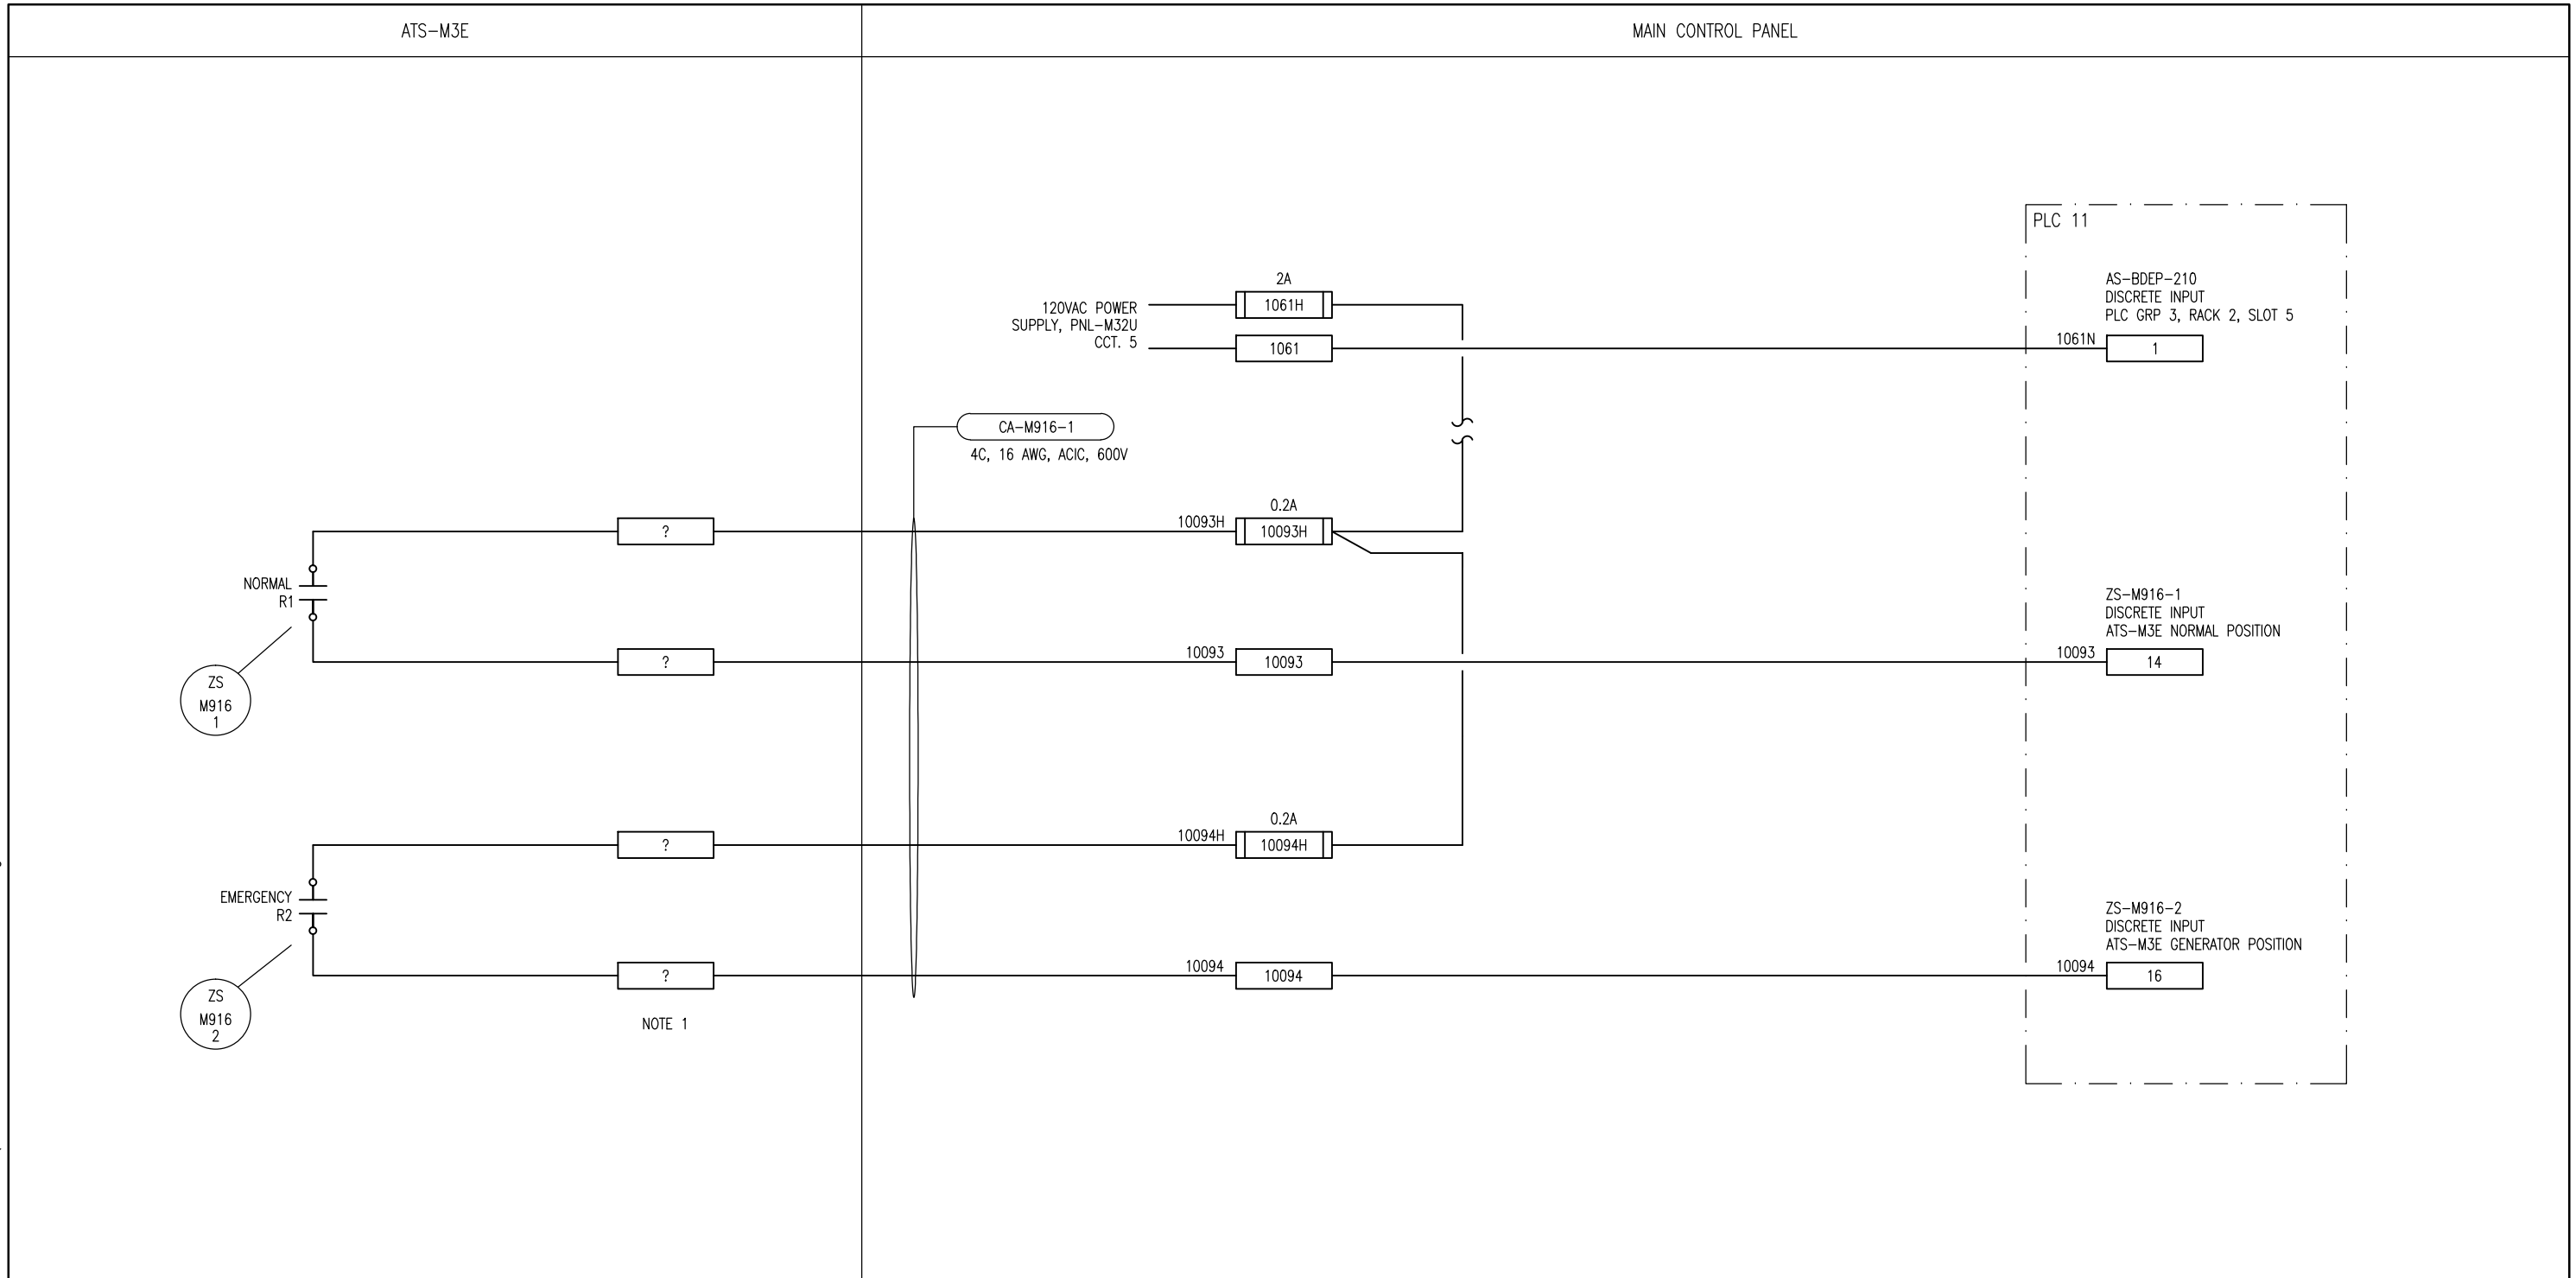 ATS-M3E
MAIN CONTROL PANEL
PLC 11
2A
1061H
120VAC POWER
SUPPLY, PNL-M32U
CCT. 5
1061
AS-BDEP-210
DISCRETE INPUT
PLC GRP 3, RACK 2, SLOT 5
1061N
1
CA-M916-1
4C, 16 AWG, ACIC, 600V
0.2A
?
10093H
10093H
NORMAL
R1
ZS-M916-1
DISCRETE INPUT
ATS-M3E NORMAL POSITION
?
10093
10093
10093
14
ZS
M916
1
0.2A
?
10094H
10094H
EMERGENCY
R2
ZS-M916-2
DISCRETE INPUT
ATS-M3E GENERATOR POSITION
?
10094
10094
10094
16
ZS
M916
2
NOTE 1